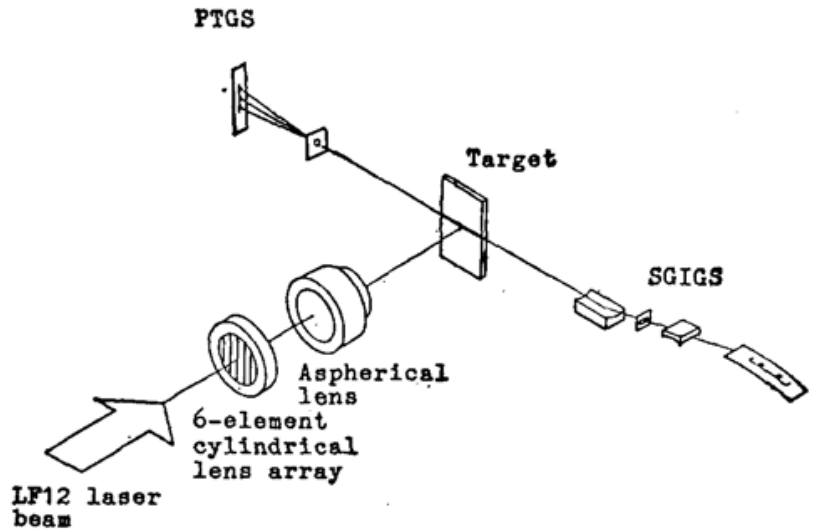 PTGS
Target
SGIGS
Aspherical
lens
6-element
cylindrical
lens array
LF12 laser
beam